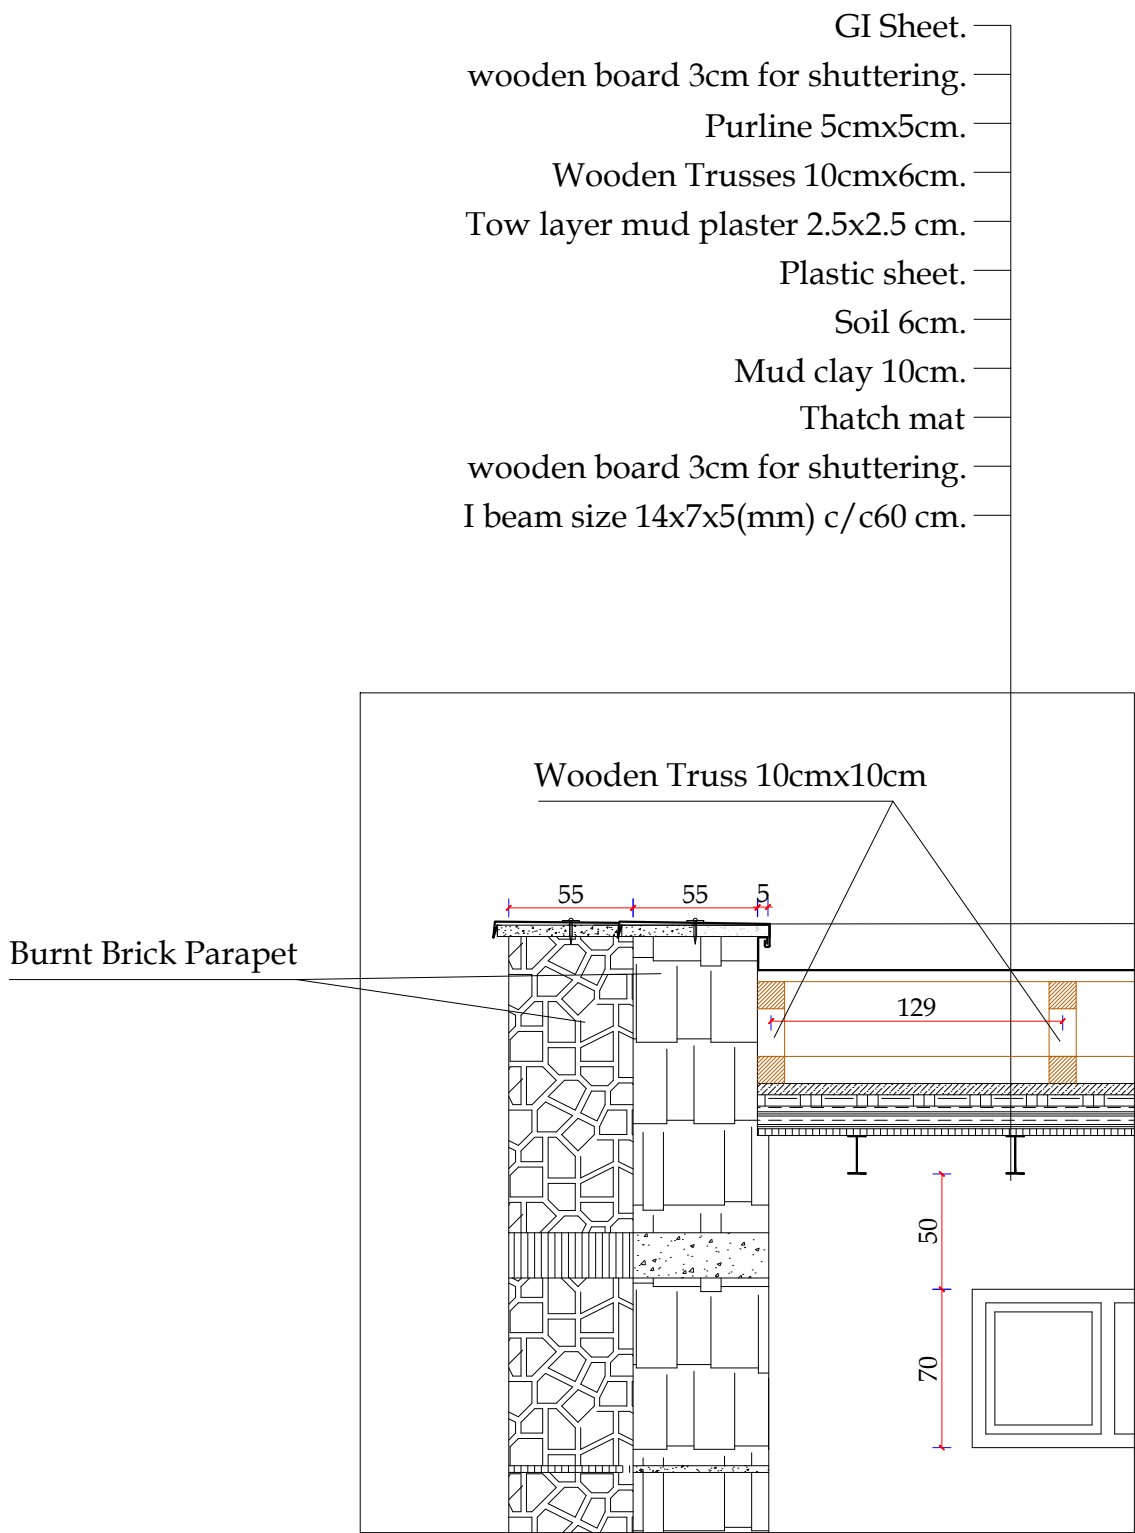 GI Sheet.
wooden board 3cm for shuttering.
Purline 5cmx5cm.
Wooden Trusses 10cmx6cm.
Tow layer mud plaster 2.5x2.5 cm.
Plastic sheet.
Soil 6cm.
Mud clay 10cm.
Thatch mat
wooden board 3cm for shuttering.
I beam size 14x7x5(mm) c/c60 cm.
Wooden Truss 10cmx10cm
55
55
5
Burnt Brick Parapet
129
50
70